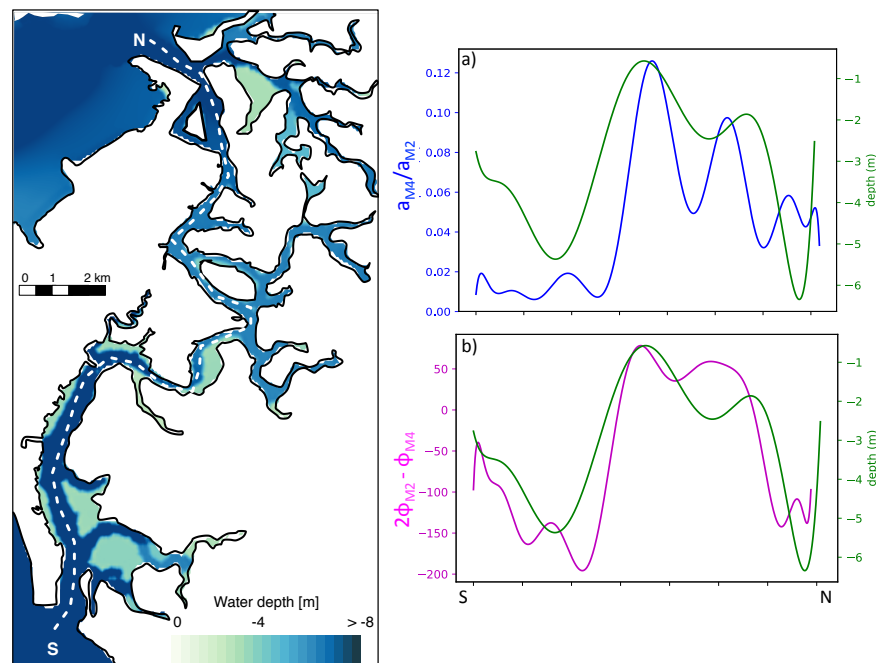 N
0 1 2 km
S
Water depth [m]
0 -4 > -8
a)
0.12
0.10
0.08
0.06
0.04
0.02
0.00
aM4/aM2
−1
−2
−3
−4
−5
−6
depth (m)
b)
50
0
−50
−100
−150
−200
2ϕM2 - ϕM4
−1
−2
−3
−4
−5
−6
depth (m)
S N